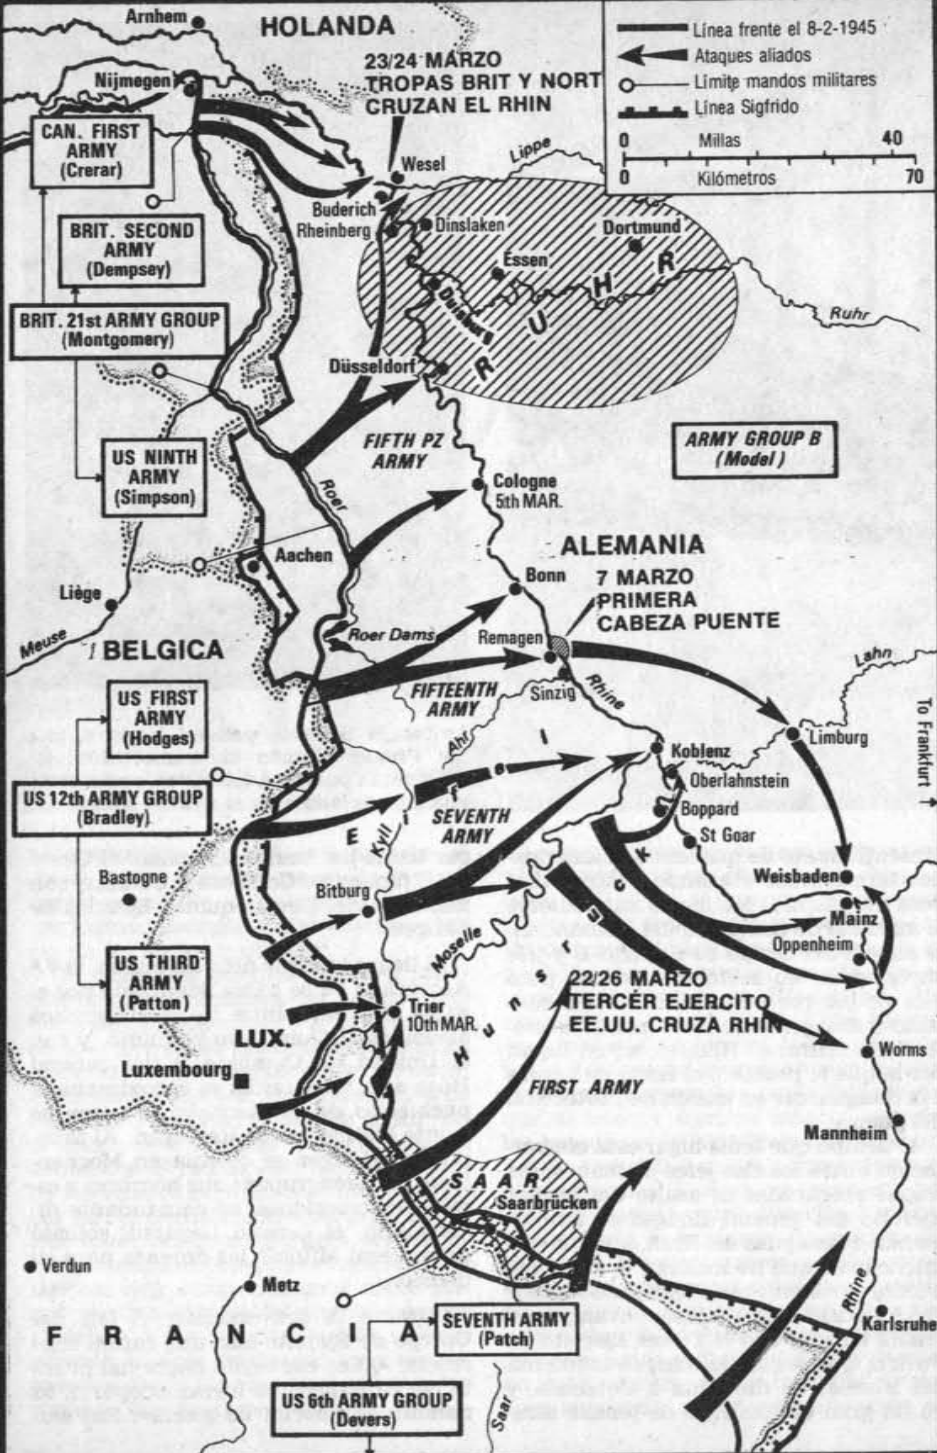 Arnhem
HOLANDA
Línea frente el 8-2-1945
Ataques aliados
Límite mandos militares
Línea Sigfrido
0 Millas 40
0 Kilómetros 70
23/24 MARZO
TROPAS BRIT Y NORT
CRUZAN EL RHIN
Nijmegen
CAN. FIRST
ARMY
(Crerar)
Wesel
Lippe
Buderich
Rheinberg
Dinslaken
Dortmund
BRIT. SECOND
ARMY
(Dempsey)
Essen
Duisburg
RUHR
Ruhr
BRIT. 21st ARMY GROUP
(Montgomery)
Düsseldorf
FIFTH PZ
ARMY
ARMY GROUP B
(Model)
US NINTH
ARMY
(Simpson)
Roer
Cologne
5th MAR.
Aachen
ALEMANIA
Liège
Bonn
7 MARZO
PRIMERA
CABEZA PUENTE
Meuse
BELGICA
Roer Dams
Remagen
Sinzig
Rhine
Lahn
US FIRST
ARMY
(Hodges)
FIFTEENTH
ARMY
Ahr
To Frankfurt
Limburg
Koblenz
Oberlahnstein
US 12th ARMY GROUP
(Bradley)
Boppard
St Goar
Eifel
SEVENTH
ARMY
Kyll
Bastogne
Bitburg
Weisbaden
Mainz
Oppenheim
Hunsrück
Moselle
US THIRD
ARMY
(Patton)
Trier
10th MAR.
22/26 MARZO
TERCÉR EJERCITO
EE.UU. CRUZA RHIN
LUX.
Luxembourg
Worms
FIRST ARMY
Mannheim
SAAR
Saarbrücken
Verdun
Metz
Rhine
Karlsruhe
FRANCIA
SEVENTH ARMY
(Patch)
US 6th ARMY GROUP
(Devers)
Saar